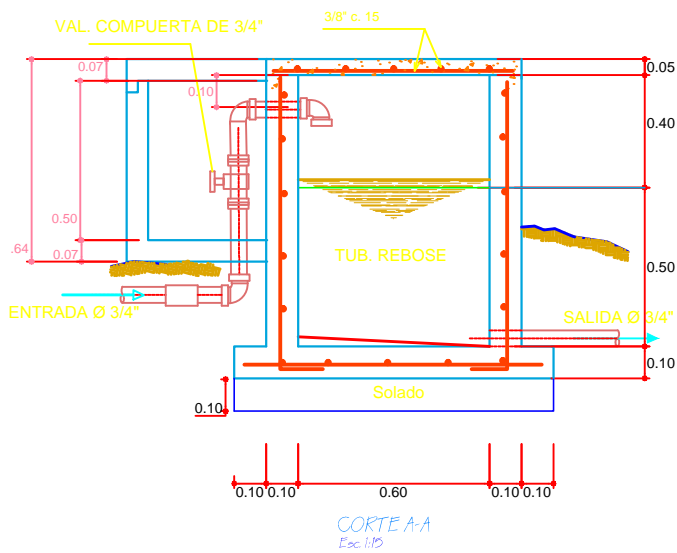 3/8" c. 15
VAL. COMPUERTA DE 3/4"
0.07
0.10
0.05
0.40
0.50
.64
0.07
TUB. REBOSE
0.50
ENTRADA Ø 3/4"
SALIDA Ø 3/4"
0.10
Solado
0.10
0.10
0.10
0.60
0.10
0.10
CORTE A-A
Esc. 1:15